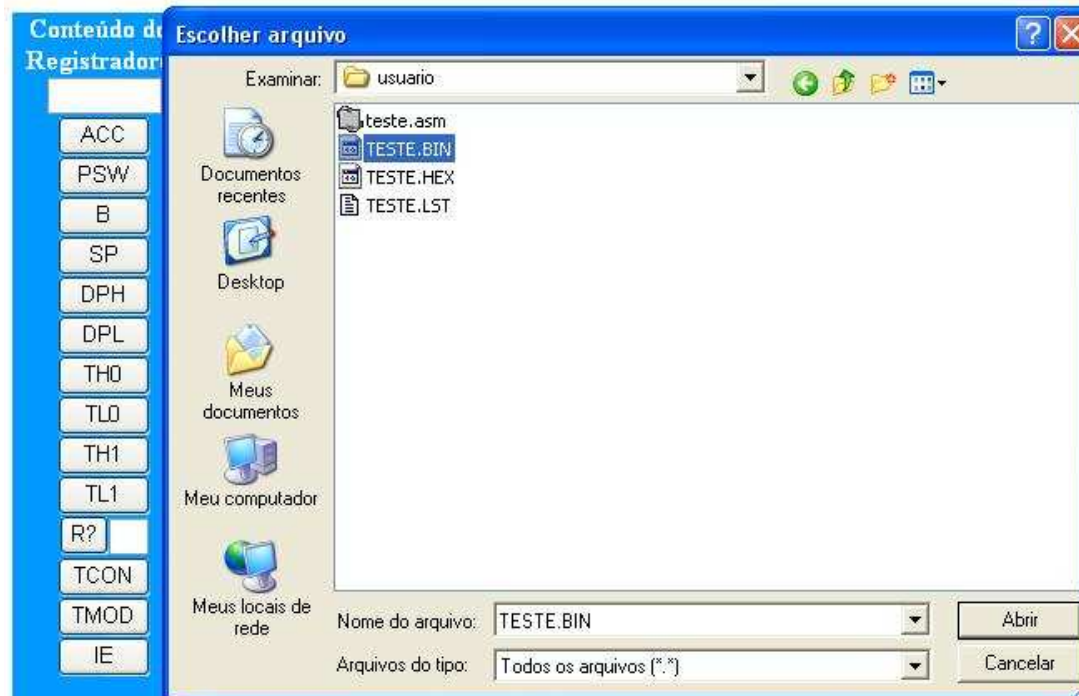 Conteúdo d
Registrador
ACC
PSW
B
SP
DPH
DPL
TH0
TL0
TH1
TL1
R?
TCON
TMOD
IE
Escolher arquivo
Examinar:
usuario
Documentos
recentes
Desktop
Meus
documentos
Meu computador
Meus locais de
rede
teste.asm
TESTE.BIN
TESTE.HEX
TESTE.LST
Nome do arquivo:
TESTE.BIN
Abrir
Arquivos do tipo:
Todos os arquivos (*.*)
Cancelar